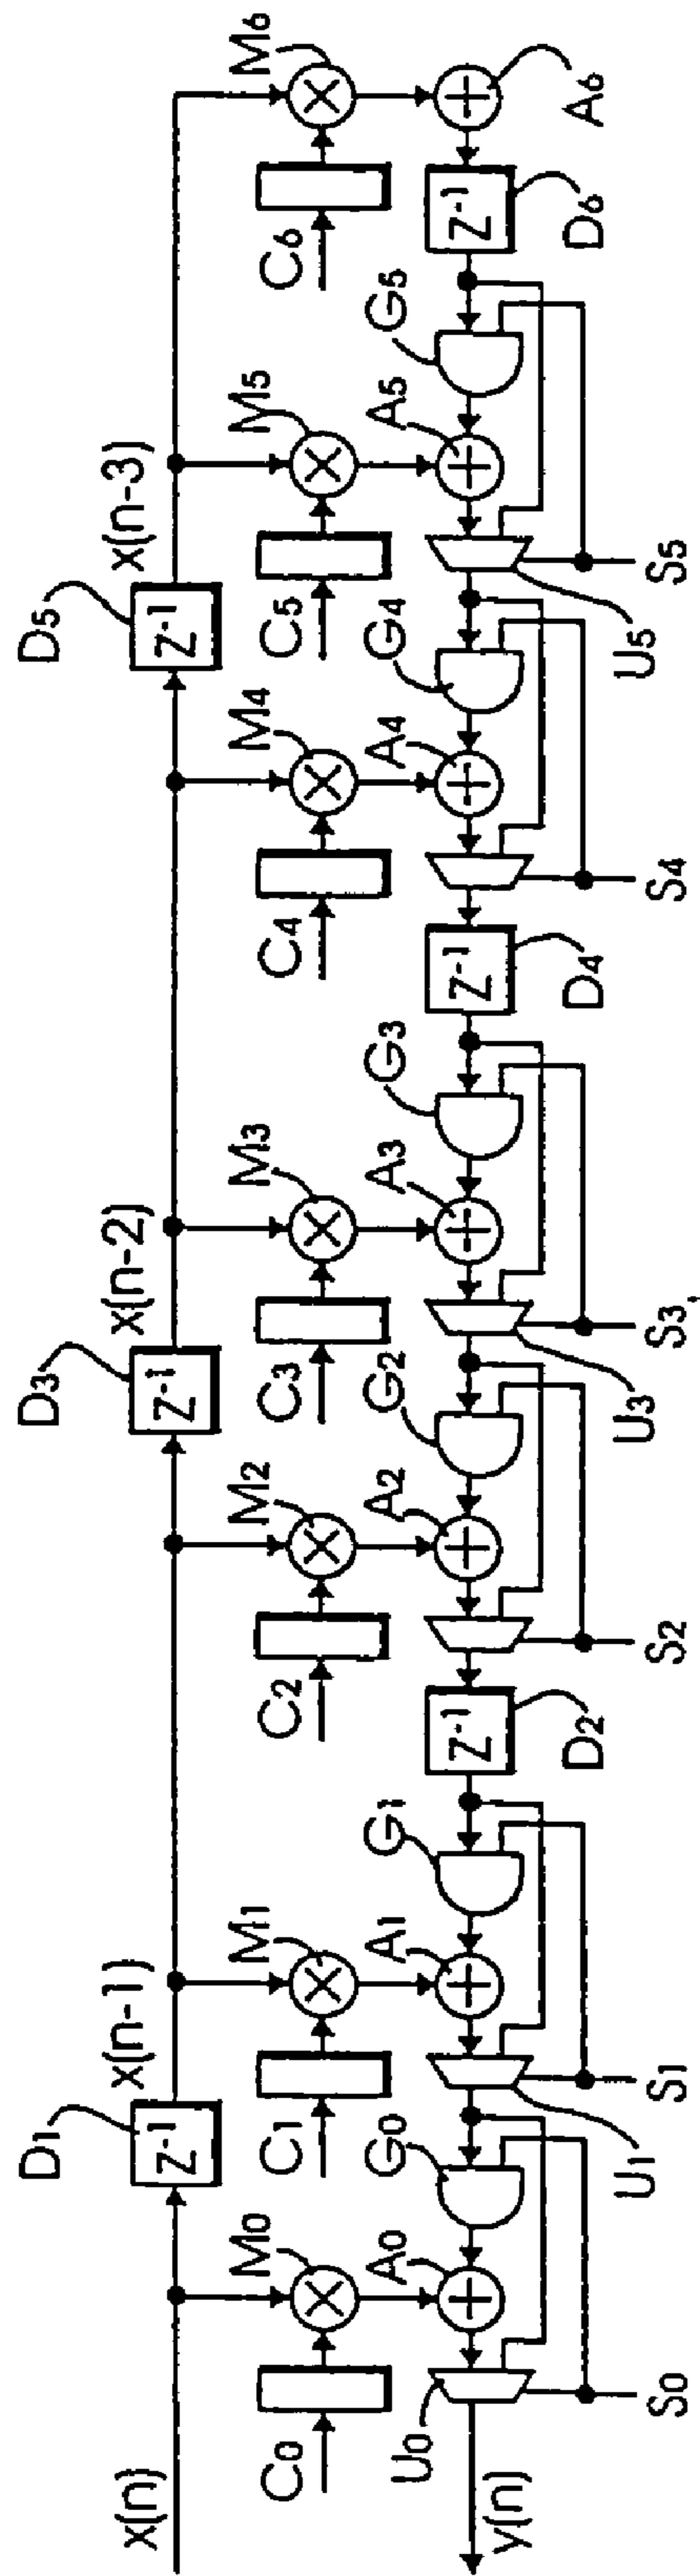 D1 D3 D5
x(n) x(n-1) x(n-2) x(n-3)
Z-1 Z-1 Z-1
M0 M1 M2 M3 M4 M5 M6
C0 C1 C2 C3 C4 C5 C6
A0 G0 A1 G1 A2 G2 A3 G3 A4 G4 A5 G5
Z-1 Z-1 Z-1
U0
y(n)
D2 D4 D6 A6
U1 U3 U5
S0 S1 S2 S3 S4 S5